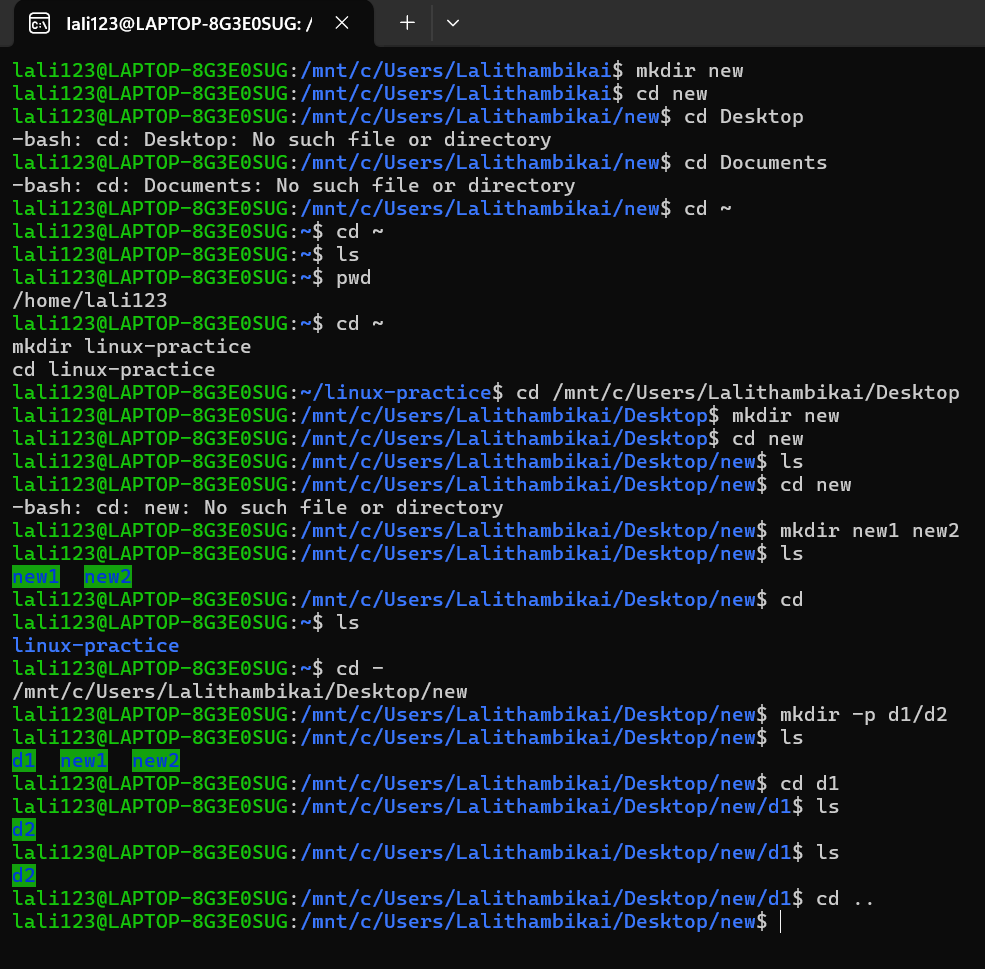 lali123@LAPTOP-8G3E0SUG: /
lali123@LAPTOP-8G3E0SUG:/mnt/c/Users/Lalithambikai$ mkdir new
lali123@LAPTOP-8G3E0SUG:/mnt/c/Users/Lalithambikai$ cd new
lali123@LAPTOP-8G3E0SUG:/mnt/c/Users/Lalithambikai/new$ cd Desktop
-bash: cd: Desktop: No such file or directory
lali123@LAPTOP-8G3E0SUG:/mnt/c/Users/Lalithambikai/new$ cd Documents
-bash: cd: Documents: No such file or directory
lali123@LAPTOP-8G3E0SUG:/mnt/c/Users/Lalithambikai/new$ cd ~
lali123@LAPTOP-8G3E0SUG:~$ cd ~
lali123@LAPTOP-8G3E0SUG:~$ ls
lali123@LAPTOP-8G3E0SUG:~$ pwd
/home/lali123
lali123@LAPTOP-8G3E0SUG:~$ cd ~
mkdir linux-practice
cd linux-practice
lali123@LAPTOP-8G3E0SUG:~/linux-practice$ cd /mnt/c/Users/Lalithambikai/Desktop
lali123@LAPTOP-8G3E0SUG:/mnt/c/Users/Lalithambikai/Desktop$ mkdir new
lali123@LAPTOP-8G3E0SUG:/mnt/c/Users/Lalithambikai/Desktop$ cd new
lali123@LAPTOP-8G3E0SUG:/mnt/c/Users/Lalithambikai/Desktop/new$ ls
lali123@LAPTOP-8G3E0SUG:/mnt/c/Users/Lalithambikai/Desktop/new$ cd new
-bash: cd: new: No such file or directory
lali123@LAPTOP-8G3E0SUG:/mnt/c/Users/Lalithambikai/Desktop/new$ mkdir new1 new2
lali123@LAPTOP-8G3E0SUG:/mnt/c/Users/Lalithambikai/Desktop/new$ ls
new1  new2
lali123@LAPTOP-8G3E0SUG:/mnt/c/Users/Lalithambikai/Desktop/new$ cd
lali123@LAPTOP-8G3E0SUG:~$ ls
linux-practice
lali123@LAPTOP-8G3E0SUG:~$ cd -
/mnt/c/Users/Lalithambikai/Desktop/new
lali123@LAPTOP-8G3E0SUG:/mnt/c/Users/Lalithambikai/Desktop/new$ mkdir -p d1/d2
lali123@LAPTOP-8G3E0SUG:/mnt/c/Users/Lalithambikai/Desktop/new$ ls
d1  new1  new2
lali123@LAPTOP-8G3E0SUG:/mnt/c/Users/Lalithambikai/Desktop/new$ cd d1
lali123@LAPTOP-8G3E0SUG:/mnt/c/Users/Lalithambikai/Desktop/new/d1$ ls
d2
lali123@LAPTOP-8G3E0SUG:/mnt/c/Users/Lalithambikai/Desktop/new/d1$ ls
d2
lali123@LAPTOP-8G3E0SUG:/mnt/c/Users/Lalithambikai/Desktop/new/d1$ cd ..
lali123@LAPTOP-8G3E0SUG:/mnt/c/Users/Lalithambikai/Desktop/new$